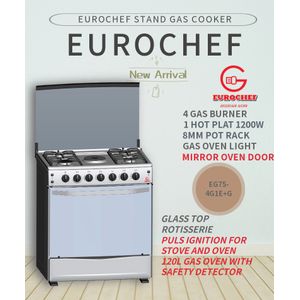 EUROCHEF STAND GAS COOKER
EUROCHEF
New Arrival
EUROCHEF
4 GAS BURNER
1 HOT PLAT 1200W
8MM POT RACK
GAS OVEN LIGHT
MIRROR OVEN DOOR
EG75-
4G1E+G
GLASS TOP
ROTISSERIE
PULS IGNITION FOR
STOVE AND OVEN
120L GAS OVEN WITH
SAFETY DETECTOR